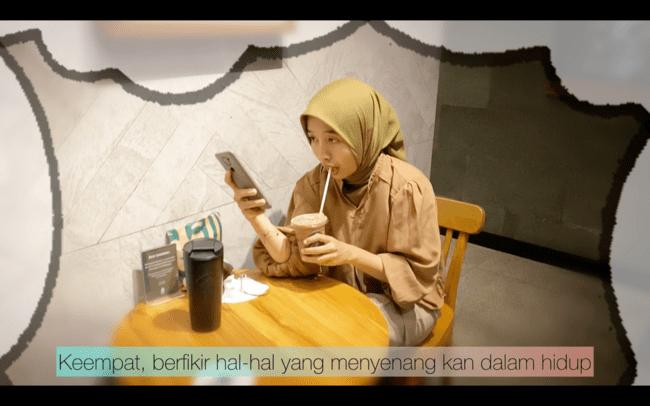 Keempat, berfikir hal-hal yang menyenang kan dalam hidup